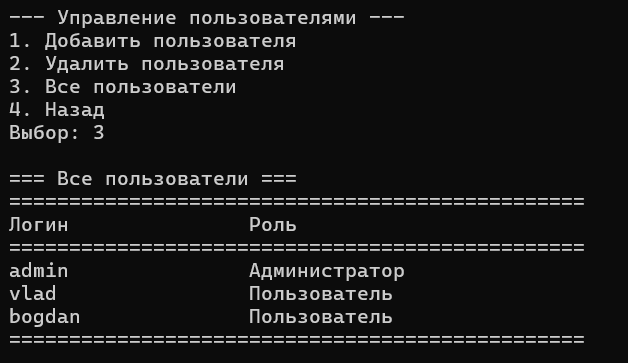 --- Управление пользователями ---
1. Добавить пользователя
2. Удалить пользователя
3. Все пользователи
4. Назад
Выбор: 3

=== Все пользователи ===
================================================
Логин               Роль
================================================
admin               Администратор
vlad                Пользователь
bogdan              Пользователь
================================================